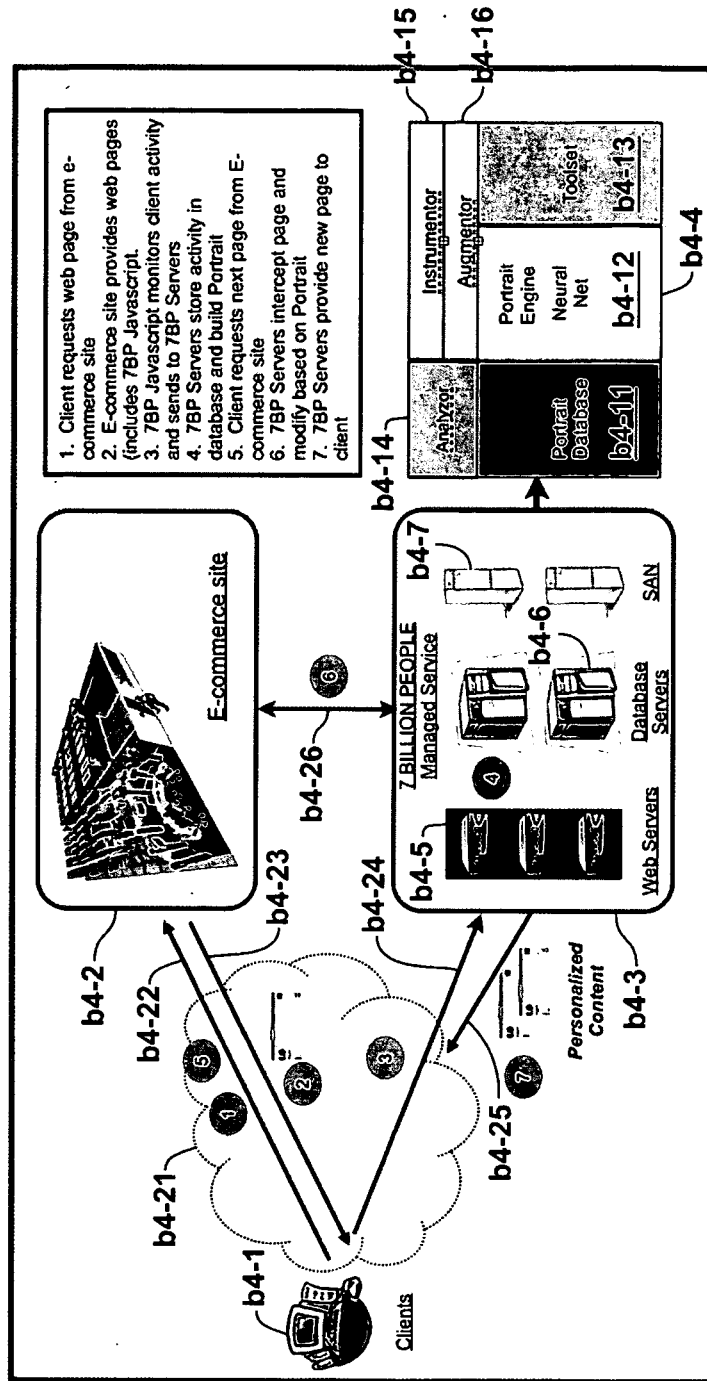 1. Client requests web page from e-
commerce site
2. E-commerce site provides web pages
(includes 7BP Javascript.
3. 7BP Javascript monitors client activity
and sends to 7BP Servers
4. 7BP Servers store activity in
database and build Portrait
5. Client requests next page from E-
commerce site
6. 7BP Servers intercept page and
modify based on Portrait
7. 7BP Servers provide new page to
client
b4-15
b4-16
Instrumentor
Augmentor
Analyzor
b4-14
Portrait
Database
b4-11
Portrait
Engine
Neural
Net
b4-12
Toolset
b4-13
b4-4
E-commerce site
b4-2
b4-22
b4-23
5
1
2
b4-21
b4-1
Clients
6
b4-26
7 BILLION PEOPLE
Managed Service
b4-7
b4-6
4
b4-5
SAN
Database
Servers
Web Servers
b4-24
3
b4-3
Personalized
Content
b4-25
7